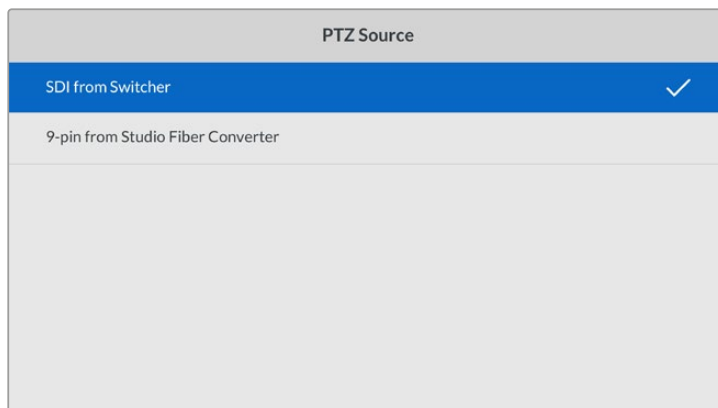 PTZ Source
SDI from Switcher
9-pin from Studio Fiber Converter